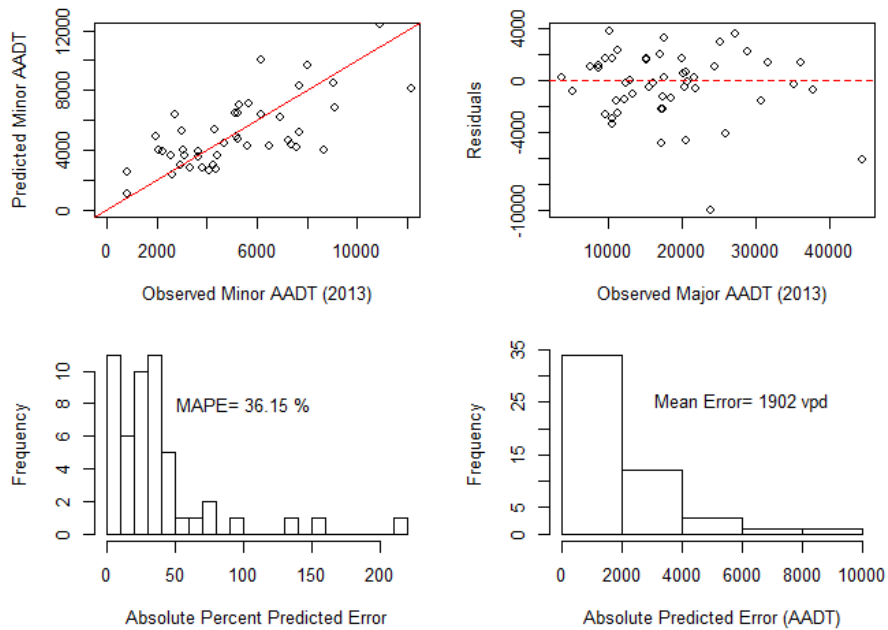 Predicted Minor AADT
0 4000 8000 12000
0 2000 4000 6000 8000 10000
Observed Minor AADT (2013)
Residuals
-10000 -4000 0 4000
10000 20000 30000 40000
Observed Major AADT (2013)
Frequency
0 2 4 6 8 10
MAPE= 36.15 %
0 50 100 150 200
Absolute Percent Predicted Error
Frequency
0 5 15 25 35
Mean Error= 1902 vpd
0 2000 4000 6000 8000 10000
Absolute Predicted Error (AADT)